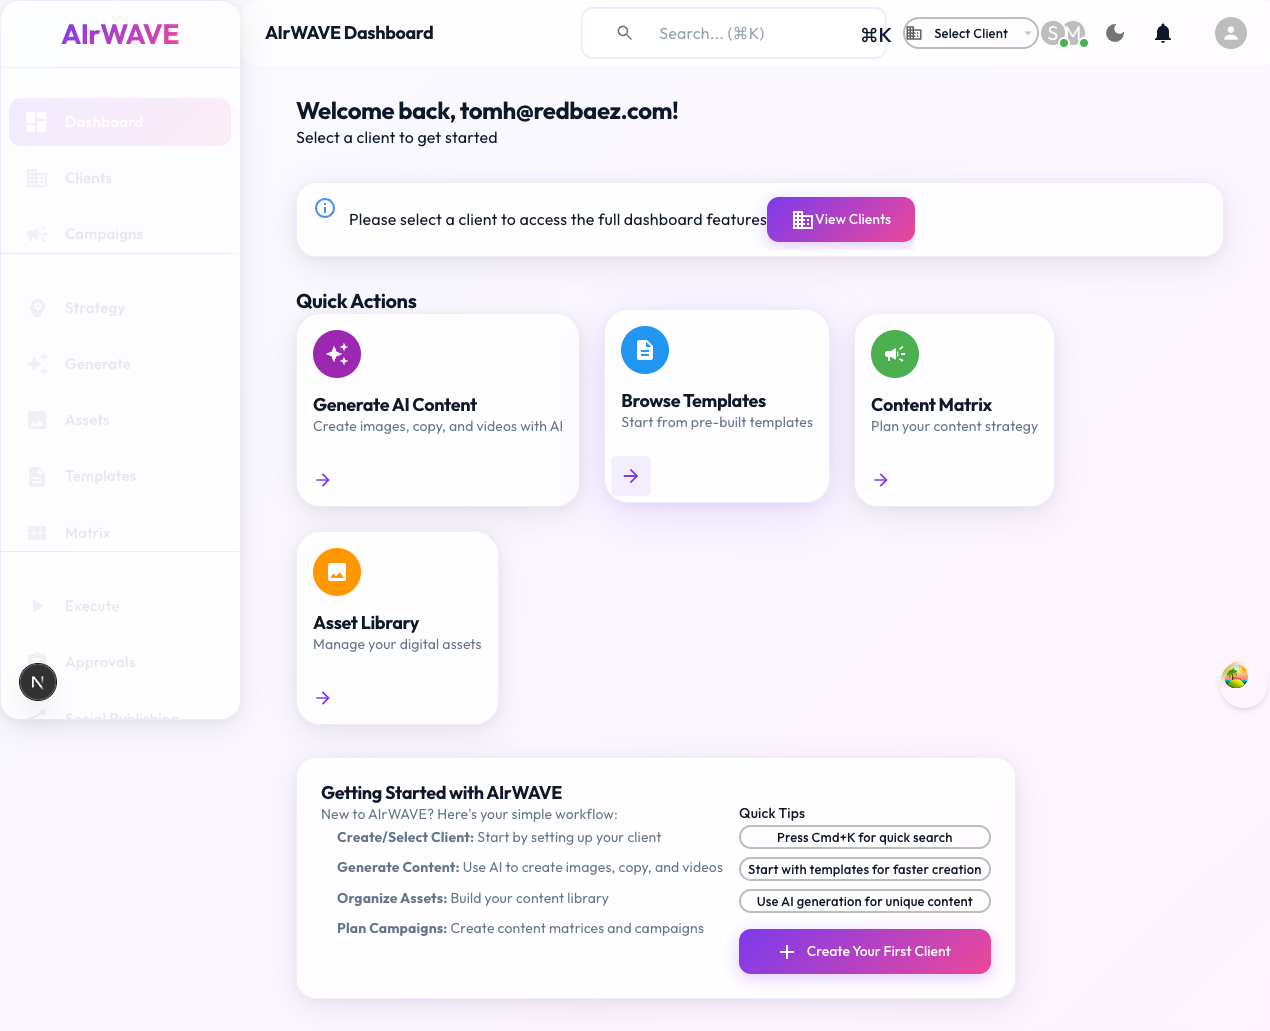 AIrWAVE
AIrWAVE Dashboard
Search... (⌘K)
⌘K
Select Client
S
M
Dashboard
Clients
Campaigns
Strategy
Generate
Assets
Templates
Matrix
Execute
Approvals
Social Publishing
N
Welcome back, tomh@redbaez.com!
Select a client to get started
Please select a client to access the full dashboard features
View Clients
Quick Actions
Generate AI Content
Create images, copy, and videos with AI
Browse Templates
Start from pre-built templates
Content Matrix
Plan your content strategy
Asset Library
Manage your digital assets
Getting Started with AIrWAVE
New to AIrWAVE? Here's your simple workflow:
Create/Select Client: Start by setting up your client
Generate Content: Use AI to create images, copy, and videos
Organize Assets: Build your content library
Plan Campaigns: Create content matrices and campaigns
Quick Tips
Press Cmd+K for quick search
Start with templates for faster creation
Use AI generation for unique content
Create Your First Client